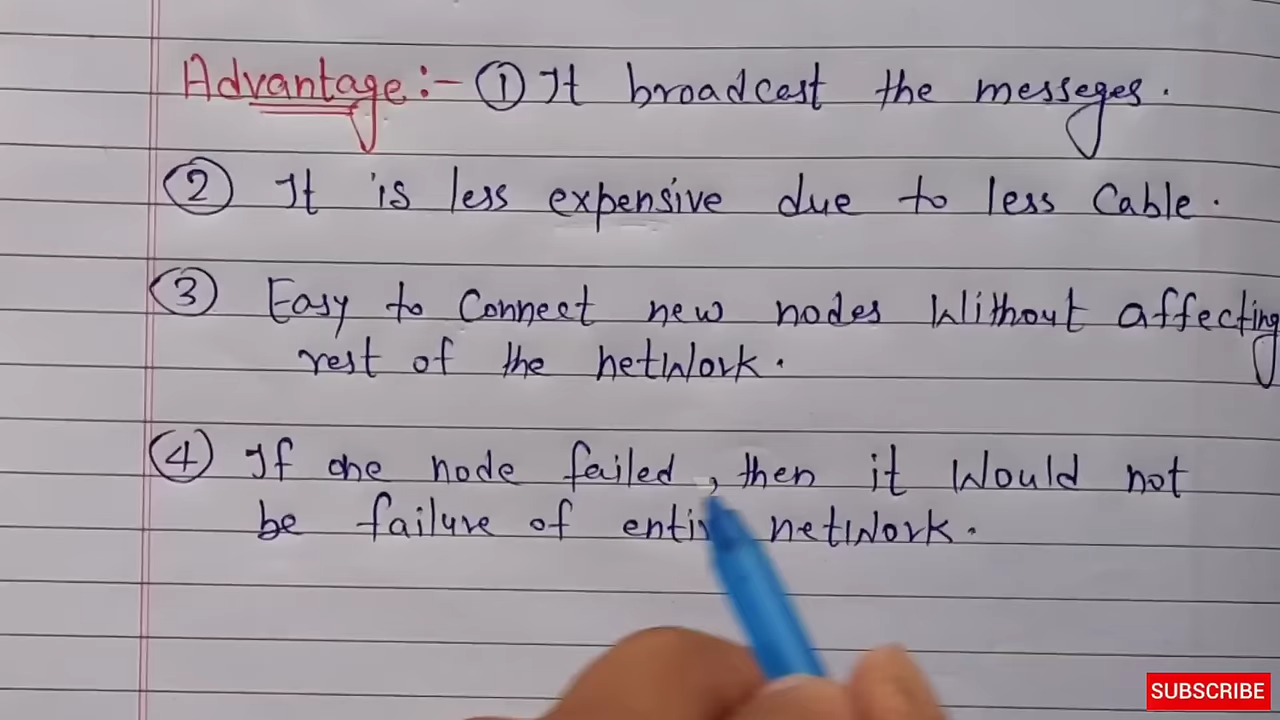 Advantage:- ① It broadcast the messeges.
② It is less expensive due to less Cable.
③ Easy to Connect new nodes Without affecting
rest of the netWork.
④ If one node failed, then it Would not
be failure of entir netWork.
SUBSCRIBE